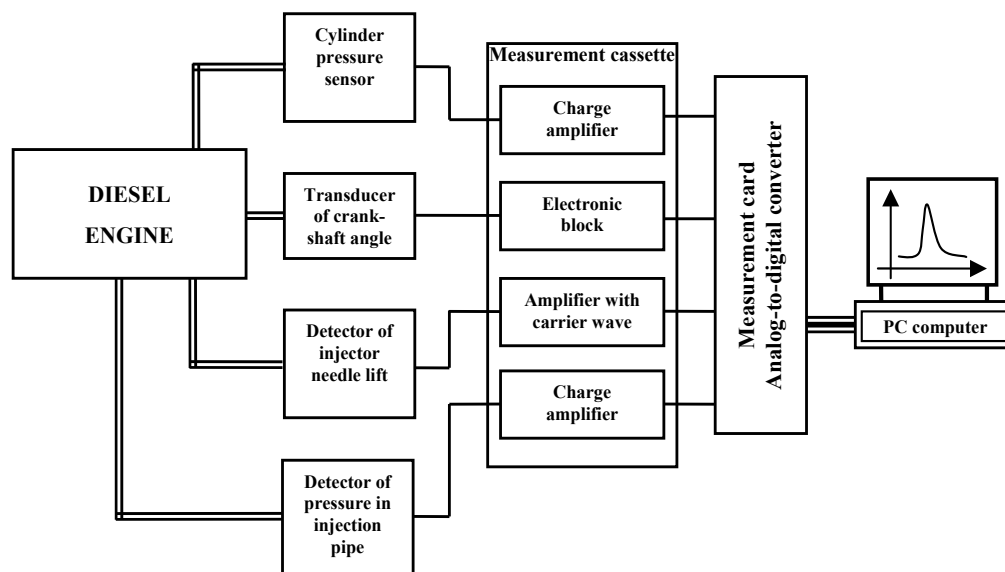 Cylinder
pressure
sensor
Measurement cassette
Charge
amplifier
DIESEL
ENGINE
Transducer
of crank-
shaft angle
Electronic
block
Measurement card
Analog-to-digital converter
Detector of
injector
needle lift
Amplifier with
carrier wave
PC computer
Charge
amplifier
Detector of
pressure in
injection
pipe